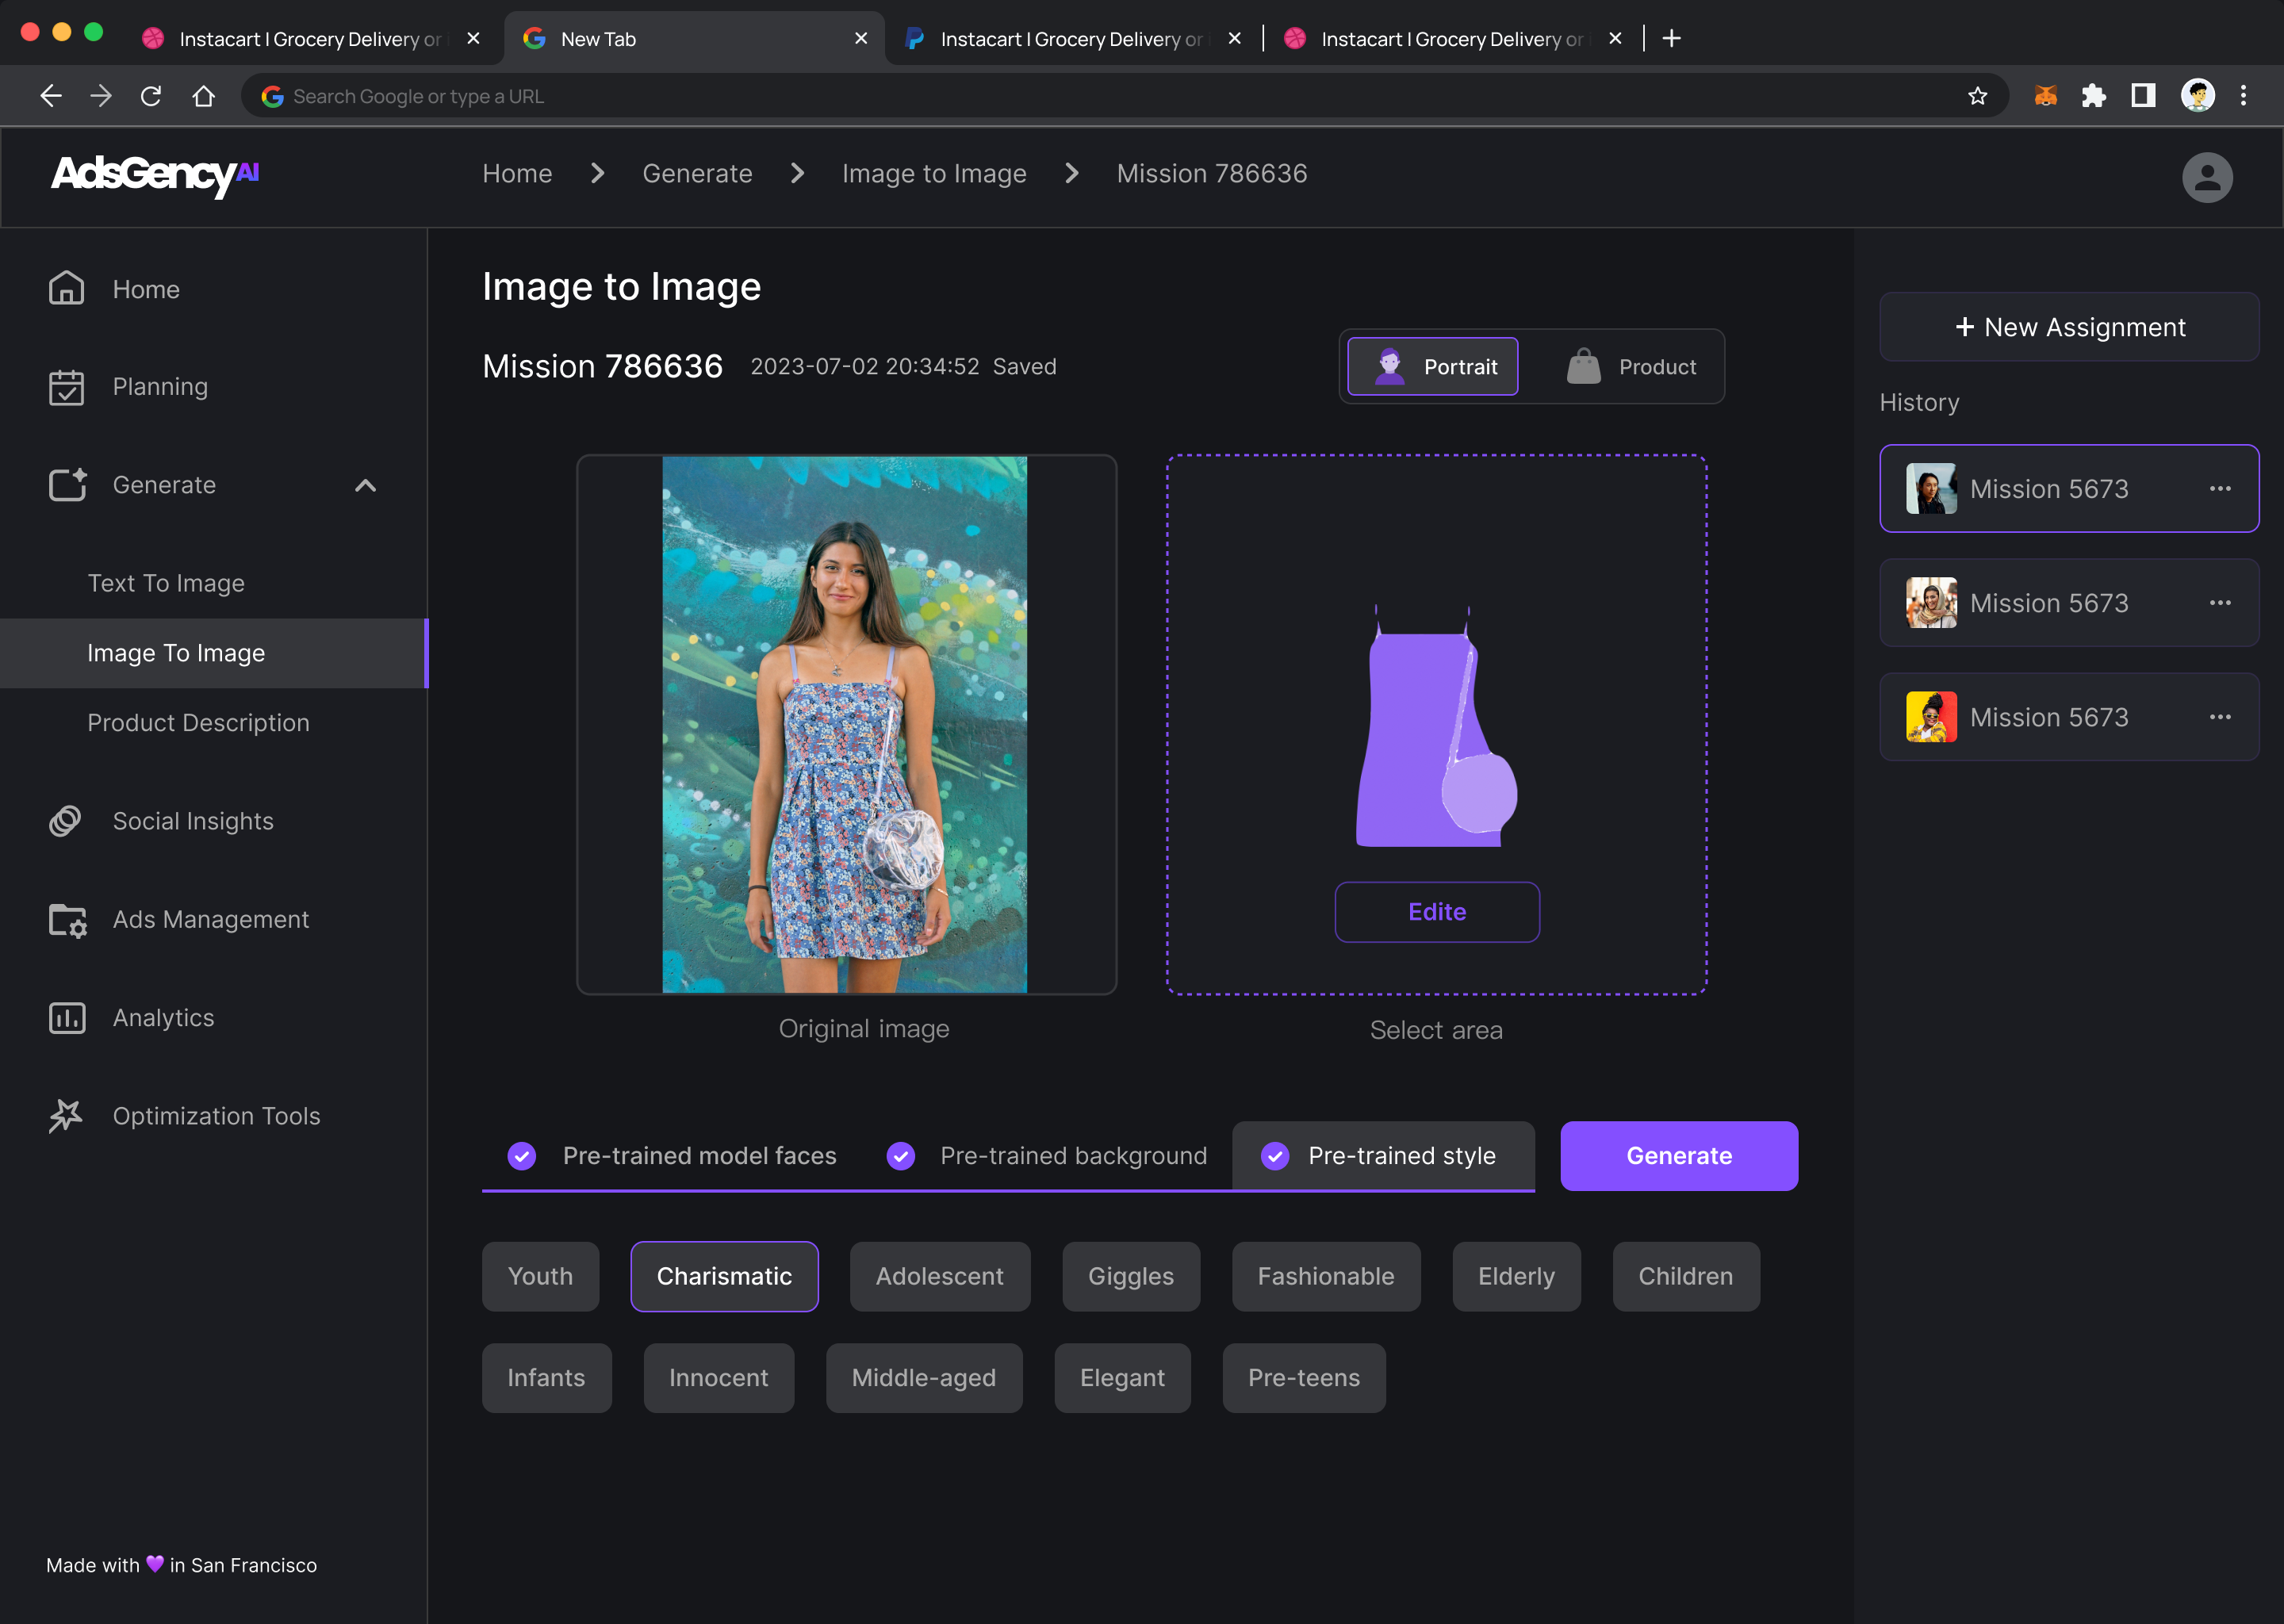 Instacart | Grocery Delivery or
New Tab
Instacart | Grocery Delivery or
Instacart | Grocery Delivery or
Search Google or type a URL
AdsGencyAI
Home
Generate
Image to Image
Mission 786636
Home
Planning
Generate
Text To Image
Image To Image
Product Description
Social Insights
Ads Management
Analytics
Optimization Tools
Made with 💜 in San Francisco
Image to Image
Mission 786636 2023-07-02 20:34:52 Saved
Portrait
Product
Edite
Original image
Select area
Pre-trained model faces
Pre-trained background
Pre-trained style
Generate
Youth
Charismatic
Adolescent
Giggles
Fashionable
Elderly
Children
Infants
Innocent
Middle-aged
Elegant
Pre-teens
+ New Assignment
History
Mission 5673
Mission 5673
Mission 5673